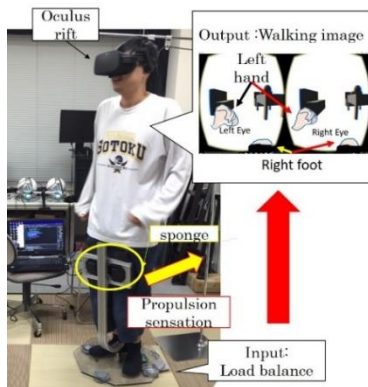 Oculus
rift
Output :Walking image
Left
hand
Left Eye
Right Eye
Right foot
GOTOKU
sponge
Propulsion
sensation
Input:
Load balance